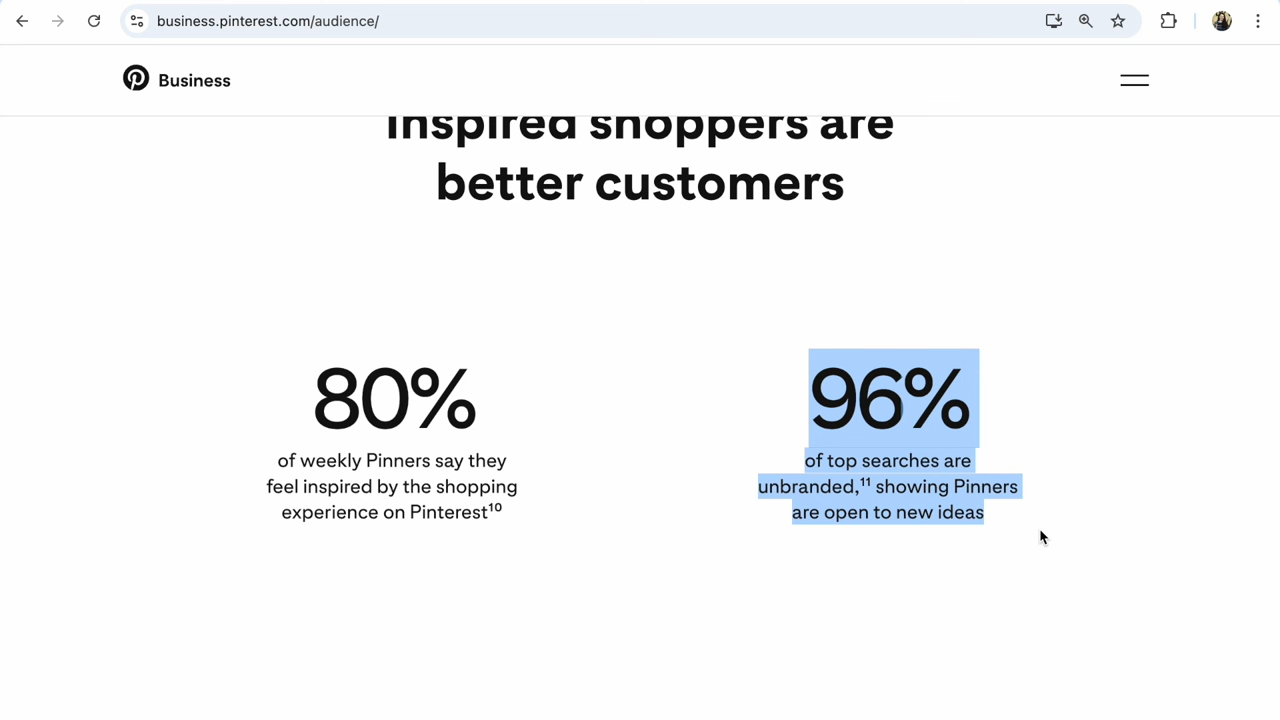 business.pinterest.com/audience/
Business
Inspired shoppers are
better customers
80%
of weekly Pinners say they
feel inspired by the shopping
experience on Pinterest¹⁰
96%
of top searches are
unbranded,¹¹ showing Pinners
are open to new ideas